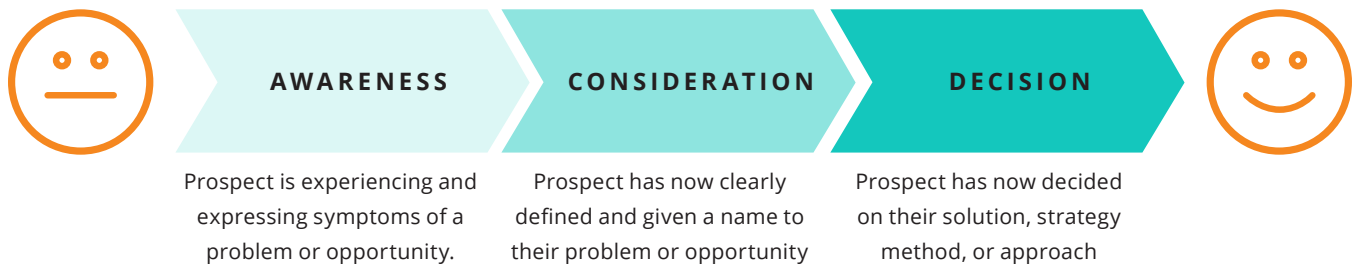 AWARENESS
CONSIDERATION
DECISION
Prospect is experiencing and
expressing symptoms of a
problem or opportunity.
Prospect has now clearly
defined and given a name to
their problem or opportunity
Prospect has now decided
on their solution, strategy
method, or approach